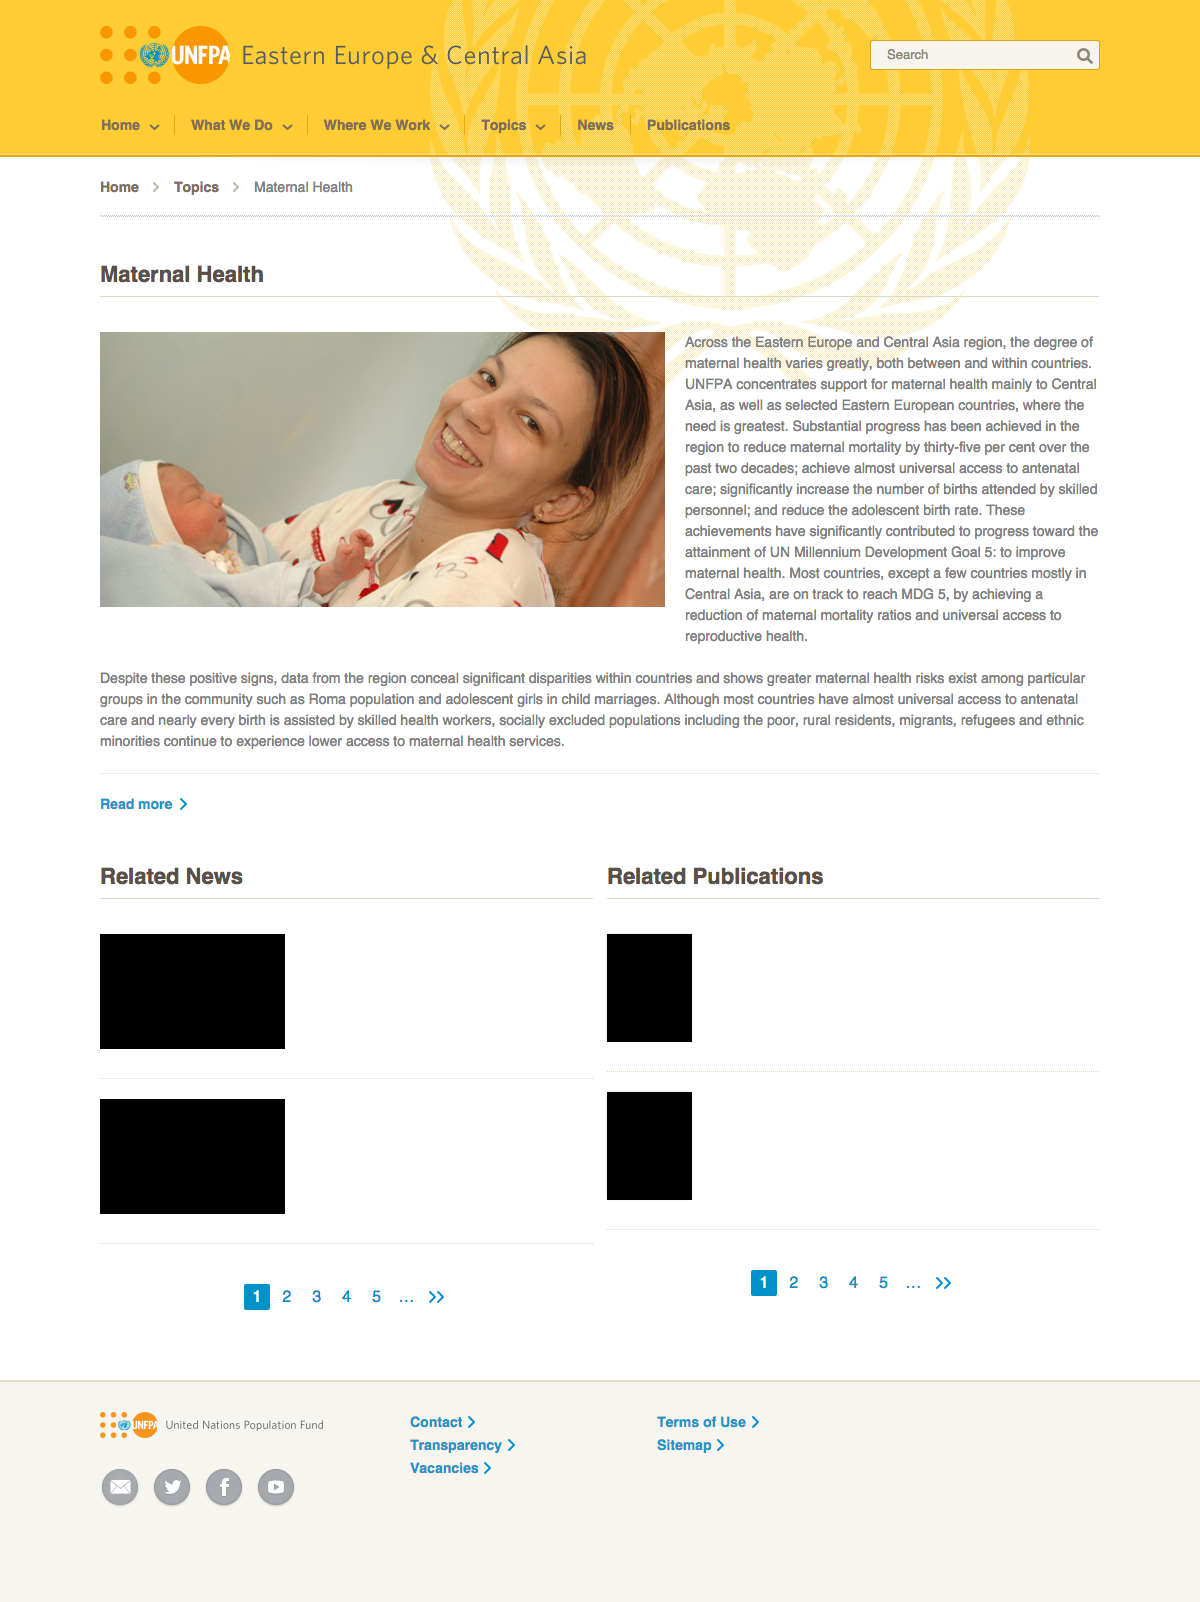 UNFPA Eastern Europe & Central Asia
Search
Home What We Do Where We Work Topics News Publications
Home Topics Maternal Health
Maternal Health
Across the Eastern Europe and Central Asia region, the degree of
maternal health varies greatly, both between and within countries.
UNFPA concentrates support for maternal health mainly to Central
Asia, as well as selected Eastern European countries, where the
need is greatest. Substantial progress has been achieved in the
region to reduce maternal mortality by thirty-five per cent over the
past two decades; achieve almost universal access to antenatal
care; significantly increase the number of births attended by skilled
personnel; and reduce the adolescent birth rate. These
achievements have significantly contributed to progress toward the
attainment of UN Millennium Development Goal 5: to improve
maternal health. Most countries, except a few countries mostly in
Central Asia, are on track to reach MDG 5, by achieving a
reduction of maternal mortality ratios and universal access to
reproductive health.
Despite these positive signs, data from the region conceal significant disparities within countries and shows greater maternal health risks exist among particular
groups in the community such as Roma population and adolescent girls in child marriages. Although most countries have almost universal access to antenatal
care and nearly every birth is assisted by skilled health workers, socially excluded populations including the poor, rural residents, migrants, refugees and ethnic
minorities continue to experience lower access to maternal health services.
Read more
Related News
Related Publications
1 2 3 4 5 ... >>
1 2 3 4 5 ... >>
UNFPA United Nations Population Fund
Contact
Transparency
Vacancies
Terms of Use
Sitemap